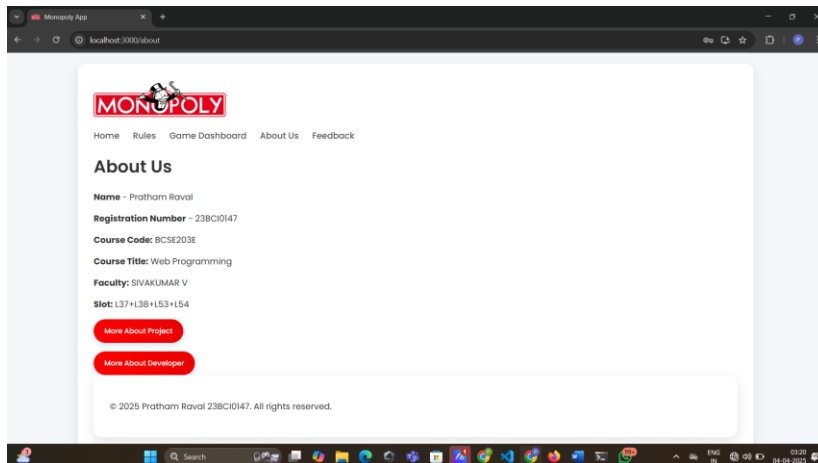 Monopoly App
localhost:3000/about
MONOPOLY
Home Rules Game Dashboard About Us Feedback
About Us
Name - Pratham Raval
Registration Number - 23BCI0147
Course Code: BCSE203E
Course Title: Web Programming
Faculty: SIVAKUMAR V
Slot: L37+L38+L53+L54
More About Project
More About Developer
© 2025 Pratham Raval 23BCI0147. All rights reserved.
Search
99+
ENG
IN
03:20
04-04-2025